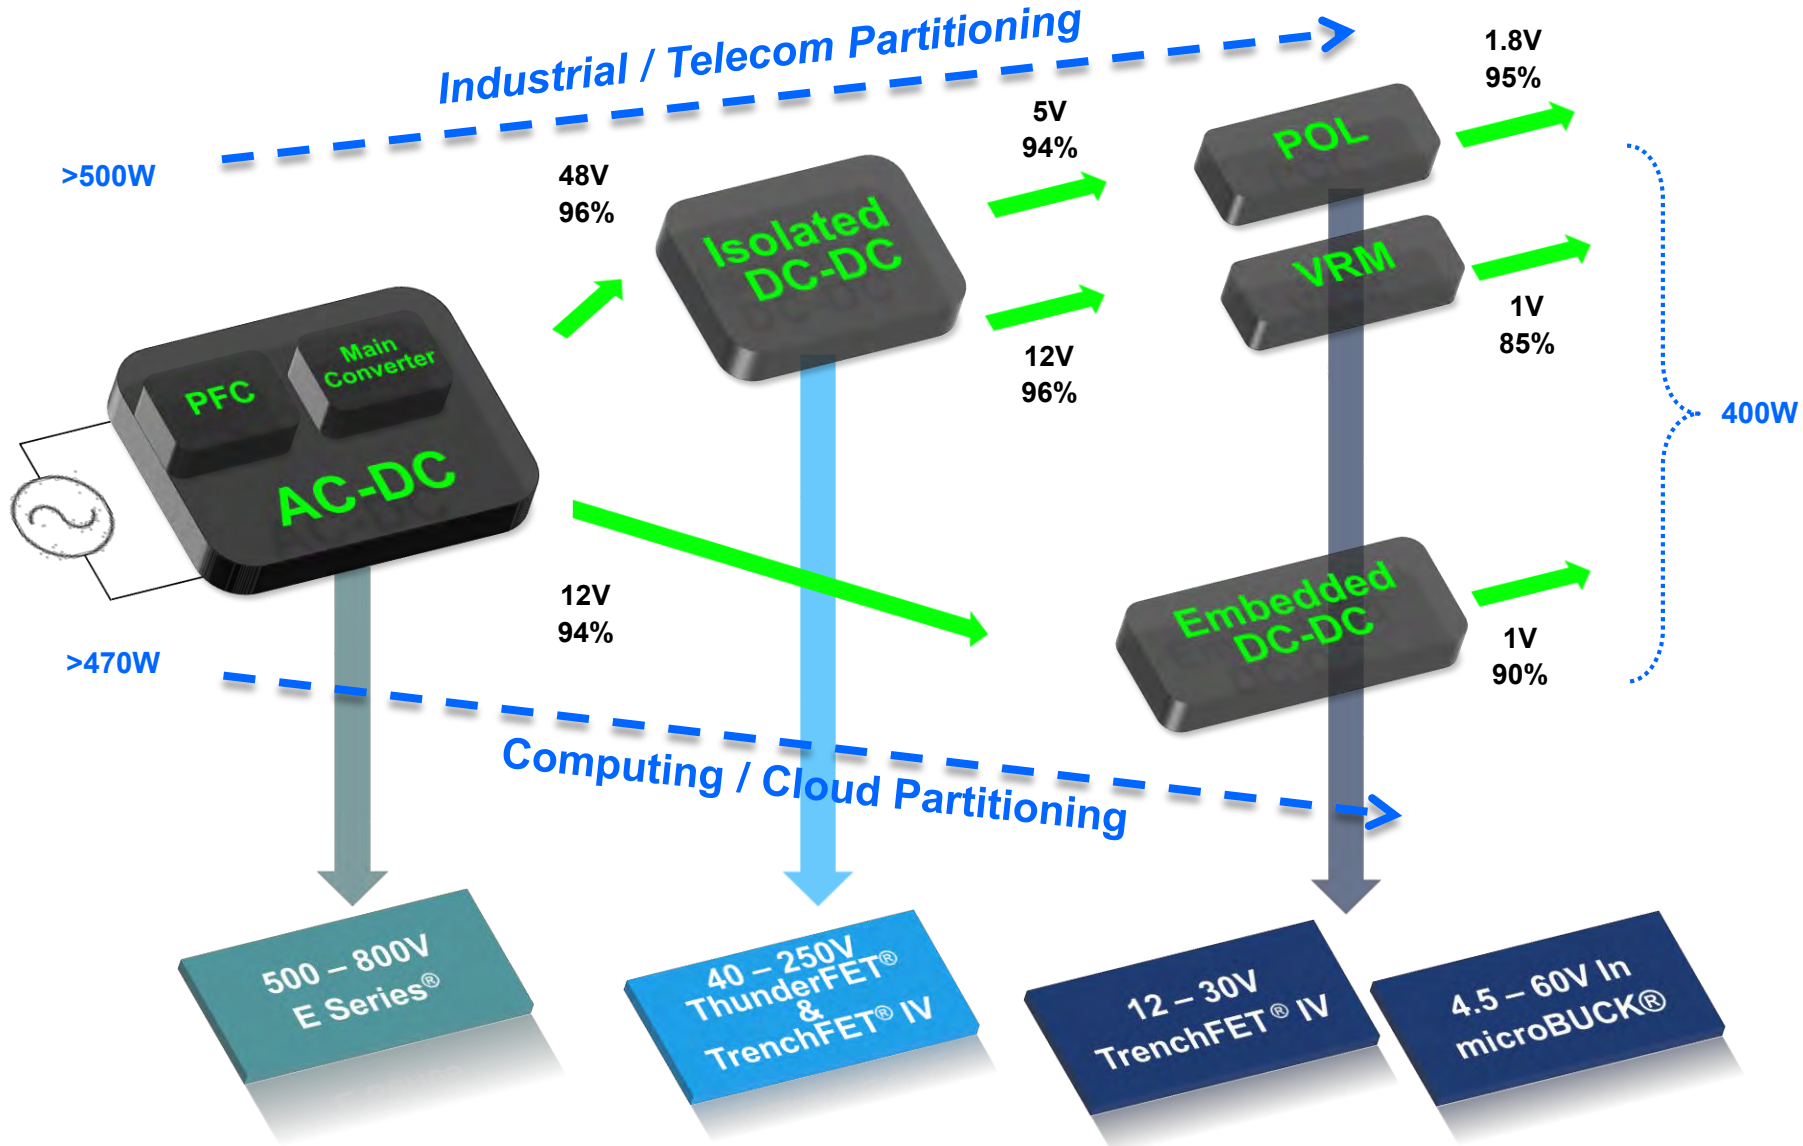 Industrial / Telecom Partitioning
1.8V
95%
5V
94%
POL
>500W
48V
96%
Isolated
DC-DC
VRM
1V
85%
12V
96%
Main
Converter
PFC
400W
AC-DC
Embedded
DC-DC
12V
94%
1V
90%
>470W
Computing / Cloud Partitioning
500 – 800V
E Series®
40 – 250V
ThunderFET®
&
TrenchFET® IV
12 – 30V
TrenchFET® IV
4.5 – 60V In
microBUCK®